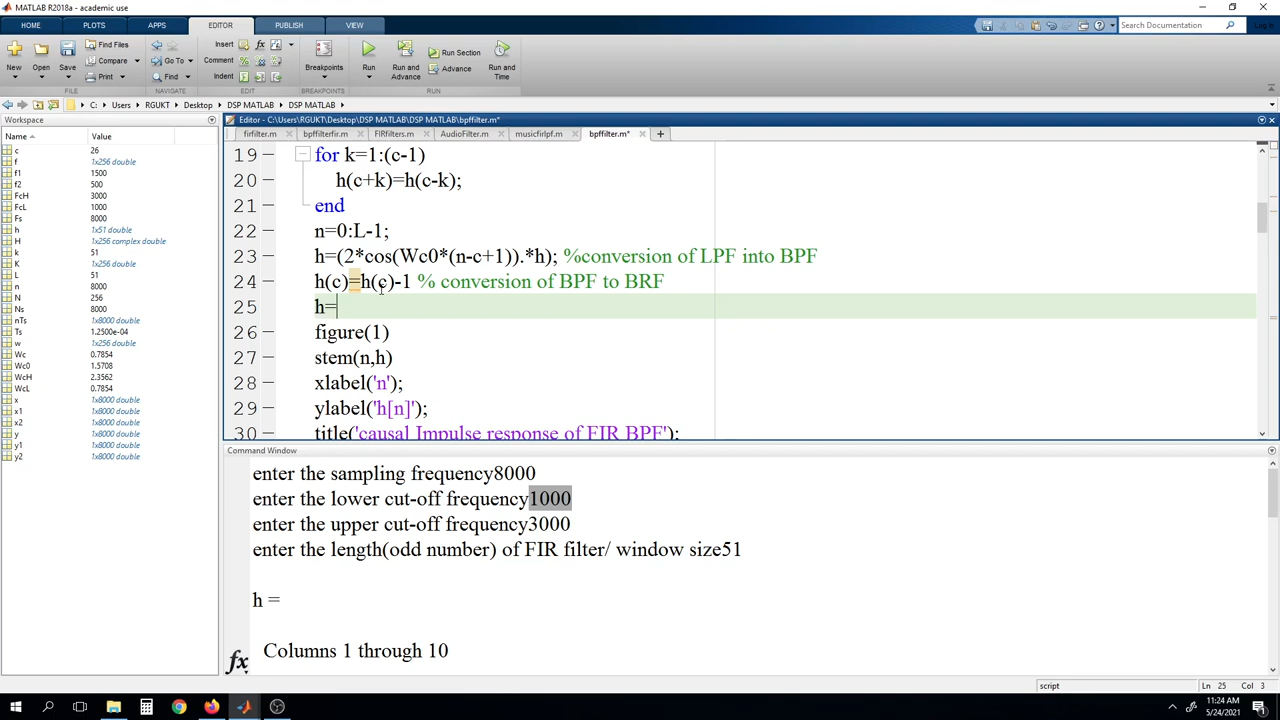 MATLAB R2018a - academic use
HOME PLOTS APPS EDITOR PUBLISH VIEW
Search Documentation
New Open Save Find Files Compare Print Go To Find Insert Comment Indent fx Breakpoints Run Run and Advance Run Section Advance Run and Time
FILE NAVIGATE EDIT BREAKPOINTS RUN
C: Users RGUKT Desktop DSP MATLAB DSP MATLAB
Workspace
Name Value
c 26
f 1x256 double
f1 1500
f2 500
FcH 3000
FcL 1000
Fs 8000
h 1x51 double
H 1x256 complex double
k 51
K 1x256 double
L 51
n 8000
N 256
Ns 8000
nTs 1x8000 double
Ts 1.2500e-04
w 1x256 double
Wc 0.7854
Wc0 1.5708
WcH 2.3562
WcL 0.7854
x 1x8000 double
x1 1x8000 double
x2 1x8000 double
y 1x8000 double
y1 1x8000 double
y2 1x8000 double
Editor - C:\Users\RGUKT\Desktop\DSP MATLAB\DSP MATLAB\bpffilter.m*
firfilter.m bpffilterfir.m FIRfilters.m AudioFilter.m musicfirlpf.m bpffilter.m*
19 for k=1:(c-1)
20 h(c+k)=h(c-k);
21 end
22 n=0:L-1;
23 h=(2*cos(Wc0*(n-c+1)).*h); %conversion of LPF into BPF
24 h(c)=h(c)-1 % conversion of BPF to BRF
25 h=
26 figure(1)
27 stem(n,h)
28 xlabel('n');
29 ylabel('h[n]');
30 title('causal Impulse response of FIR BPF');
Command Window
enter the sampling frequency8000
enter the lower cut-off frequency1000
enter the upper cut-off frequency3000
enter the length(odd number) of FIR filter/ window size51
h =
fx Columns 1 through 10
script Ln 25 Col 3
11:24 AM
5/24/2021